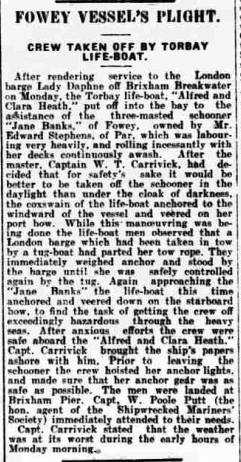 FOWEY VESSEL'S PLIGHT.
CREW TAKEN OFF BY TORBAY
LIFE-BOAT.
After rendering service to the London
barge Lady Daphne off Brixham Breakwater
on Monday, the Torbay life-boat, "Alfred and
Clara Heath," put off into the bay to the
assistance of the three-masted schooner
"Jane Banks," of Fowey, owned by Mr.
Edward Stephens, of Par, which was labour-
ing very heavily, and rolling incessantly with
her decks continuously awash. After the
master, Captain W. T. Carrivick, had de-
cided that for safety's sake it would be
better to be taken off the schooner in the
daylight than under the cloak of darkness,
the coxswain of the life-boat anchored to the
windward of the vessel and veered on her
port bow. While this manouvring was be-
ing done the life-boat men observed that a
London barge which had been taken in tow
by a tug-boat had parted her tow rope. They
immediately weighed anchor and stood by
the barge until she was safely controlled
again by the tug. Again approaching the
"Jane Banks" the life-boat this time
anchored and veered down on the starboard
bow, to find the task of getting the crew off
exceedingly hazardous through the heavy
seas. After anxious efforts the crew were
safe aboard the "Alfred and Clara Heath."
Capt. Carrivick brought the ship's papers
ashore with him. Prior to leaving the
schooner the crew hoisted her anchor lights,
and made sure that her anchor gear was as
safe as possible. The men were landed at
Brixham Pier. Capt. W. Poole Putt (the
hon. agent of the Shipwrecked Mariners'
Society) immediately attended to their needs.
Capt. Carrivick stated that the weather
was at its worst during the early hours of
Monday morning.